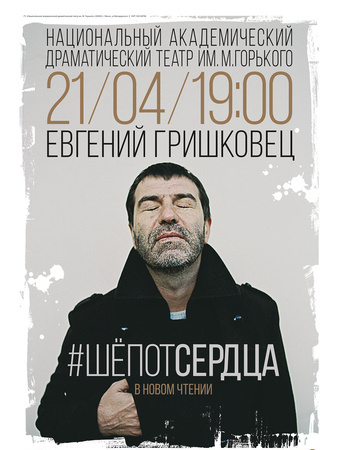 НАЦИОНАЛЬНЫЙ АКАДЕМИЧЕСКИЙ
ДРАМАТИЧЕСКИЙ ТЕАТР ИМ. М.ГОРЬКОГО
21/04/19:00
ЕВГЕНИЙ ГРИШКОВЕЦ
#ШЁПОТСЕРДЦА
В НОВОМ ЧТЕНИИ